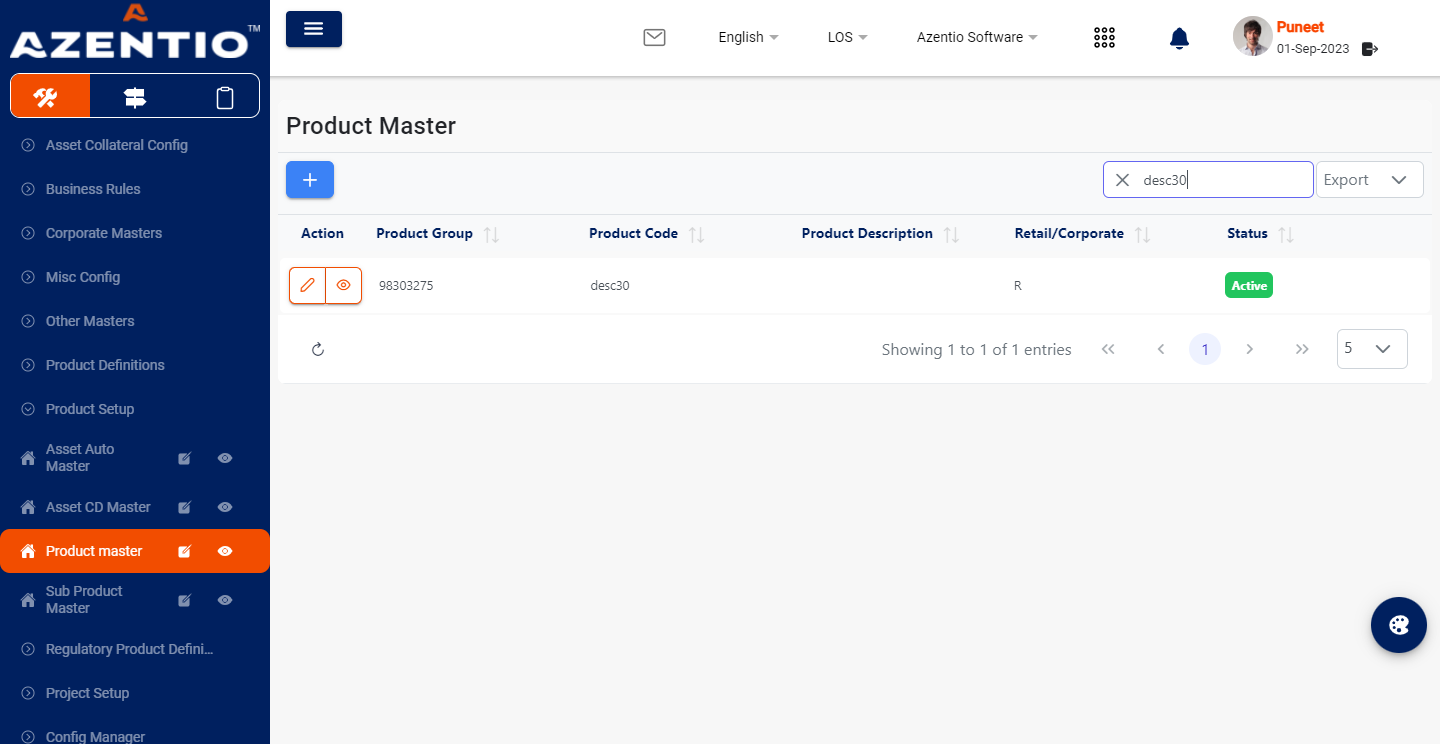 AZENTIO™
English
LOS
Azentio Software
Puneet
01-Sep-2023
Asset Collateral Config
Business Rules
Corporate Masters
Misc Config
Other Masters
Product Definitions
Product Setup
Asset Auto
Master
Asset CD Master
Product master
Sub Product
Master
Regulatory Product Defini...
Project Setup
Config Manager
Product Master
desc30
Export
Action Product Group Product Code Product Description Retail/Corporate Status
98303275 desc30 R Active
Showing 1 to 1 of 1 entries 1 5